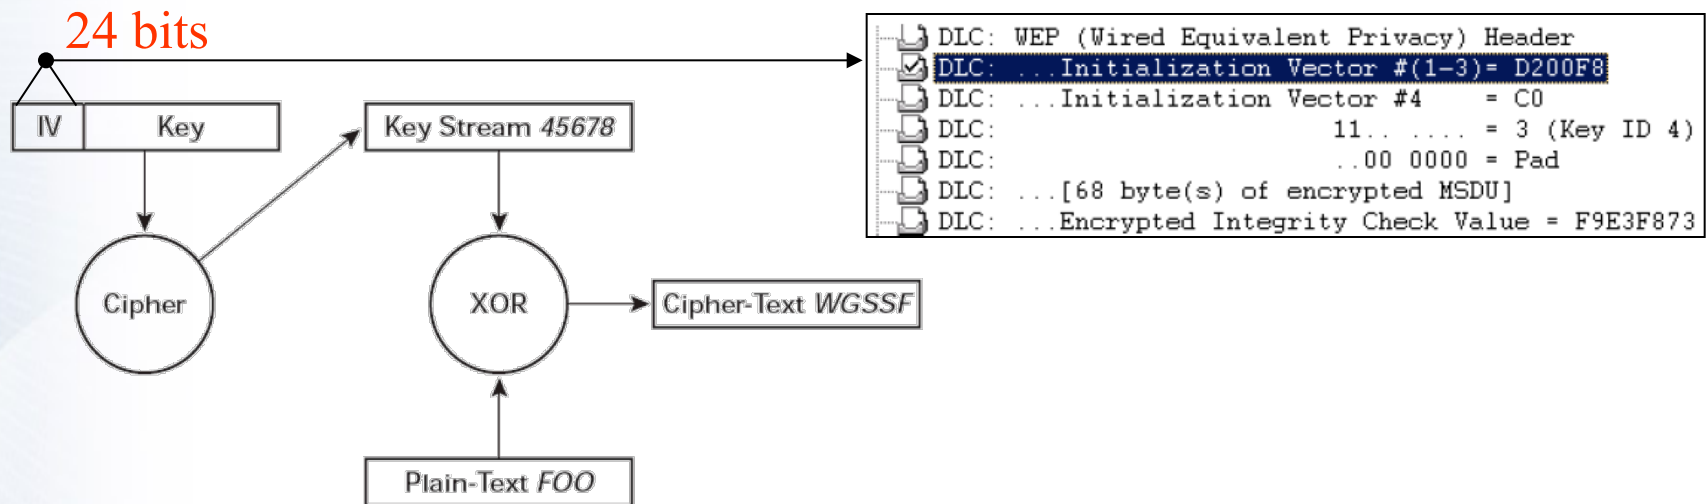 24 bits
IV
Key
Key Stream 45678
Cipher
XOR
Cipher-Text WGSSF
Plain-Text FOO
DLC: WEP (Wired Equivalent Privacy) Header
DLC: ...Initialization Vector #(1-3)= D200F8
DLC: ...Initialization Vector #4 = C0
DLC: 11.. .... = 3 (Key ID 4)
DLC: ..00 0000 = Pad
DLC: ...[68 byte(s) of encrypted MSDU]
DLC: ...Encrypted Integrity Check Value = F9E3F873